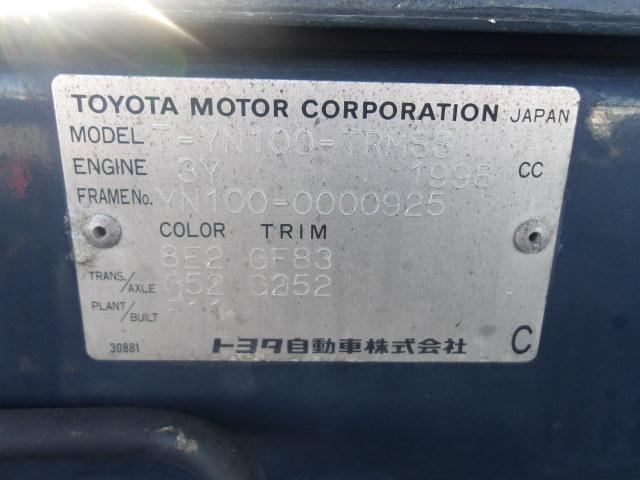 TOYOTA MOTOR CORPORATION JAPAN
MODEL T-YN100-TRMSS
ENGINE 3Y 1998 CC
FRAME No. YN100-0000925
COLOR TRIM
8E2 GF83
TRANS./AXLE G52 G252
PLANT/BUILT
30881 トヨタ自動車株式会社 C